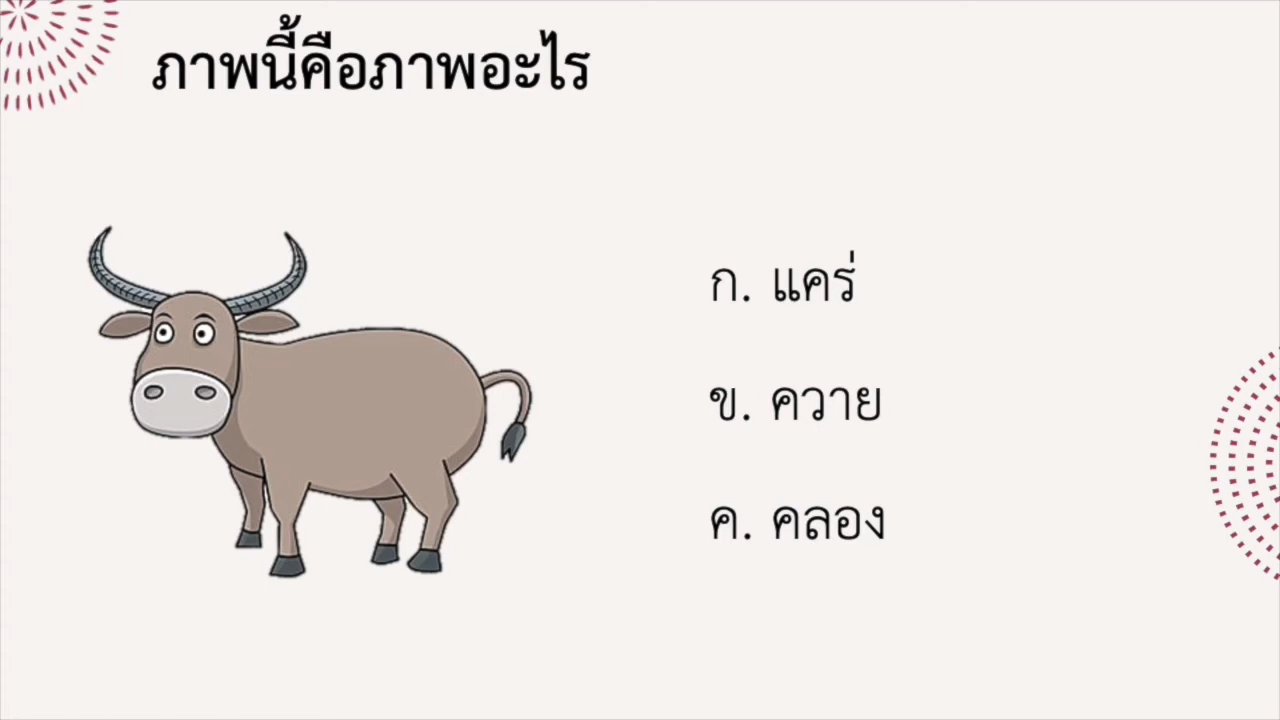 ภาพนี้คือภาพอะไร
ก. แคร่
ข. ควาย
ค. คลอง